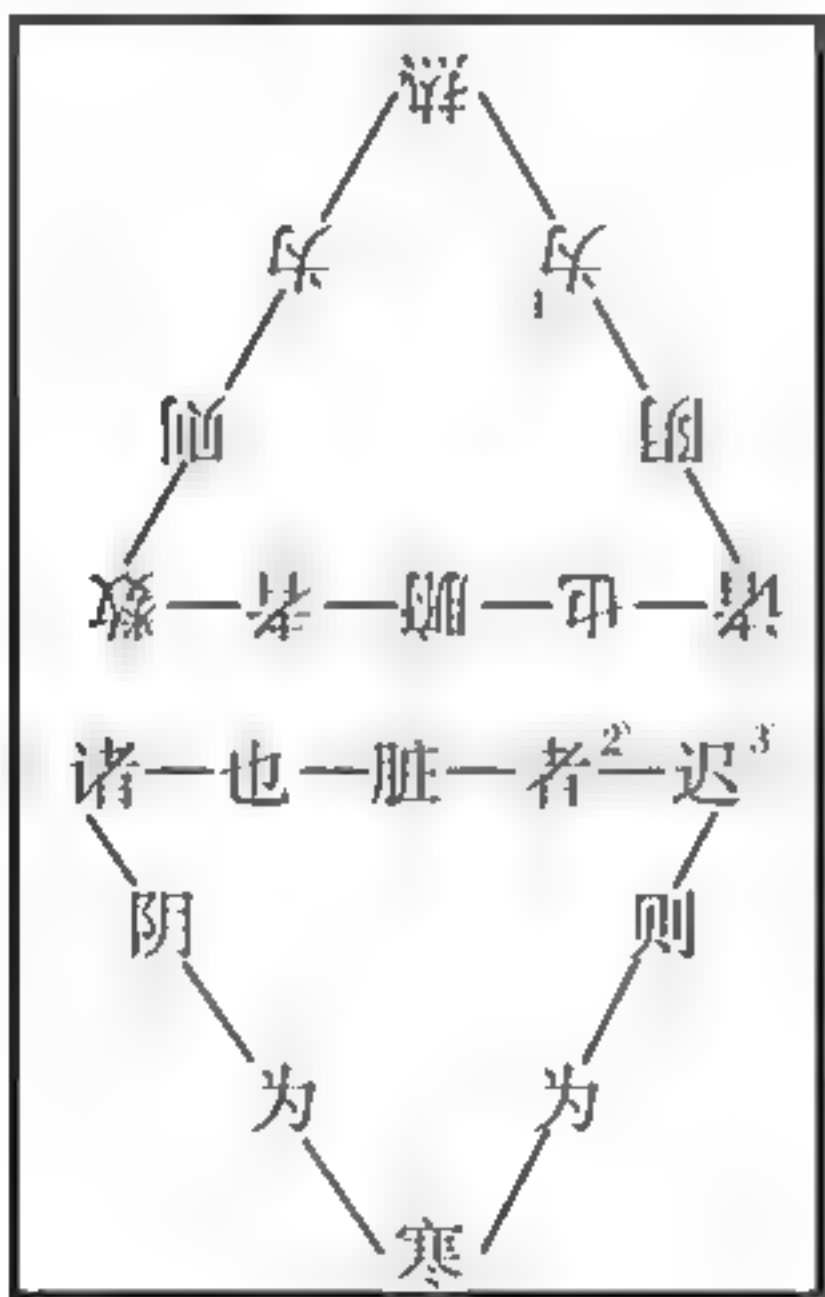 热
为 为
则 阳
数—者—腑—也—诸
诸—也—脏—者2)—迟3)
阴 则
为 为
寒